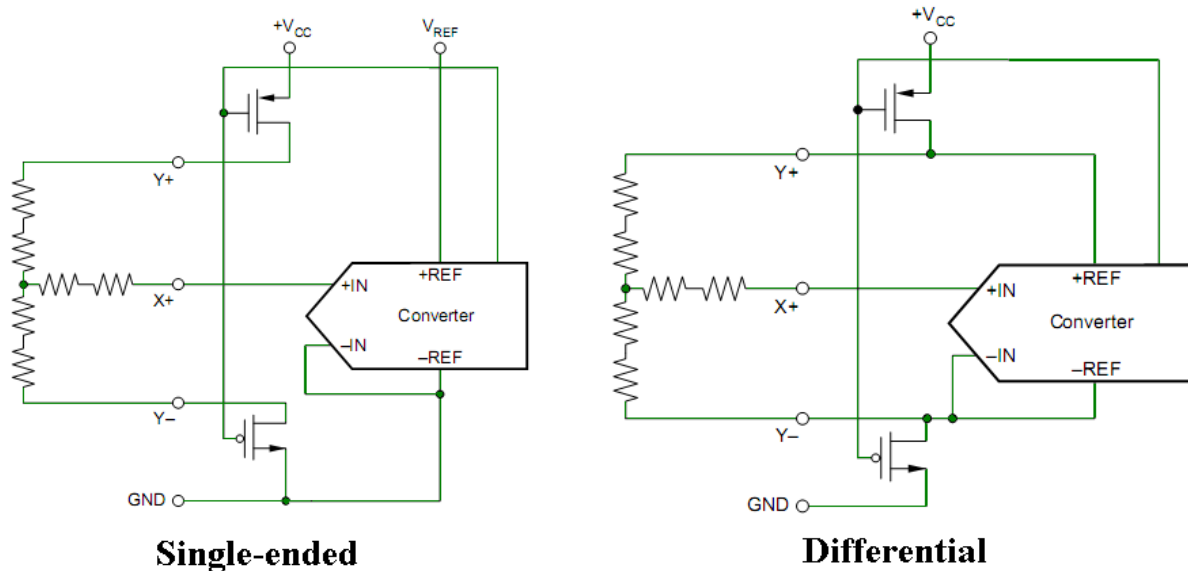 +VCC
VREF
Y+
+REF
+IN
X+
Converter
–IN
–REF
Y–
GND
Single-ended
+VCC
Y+
+REF
+IN
X+
Converter
–IN
–REF
Y–
GND
Differential